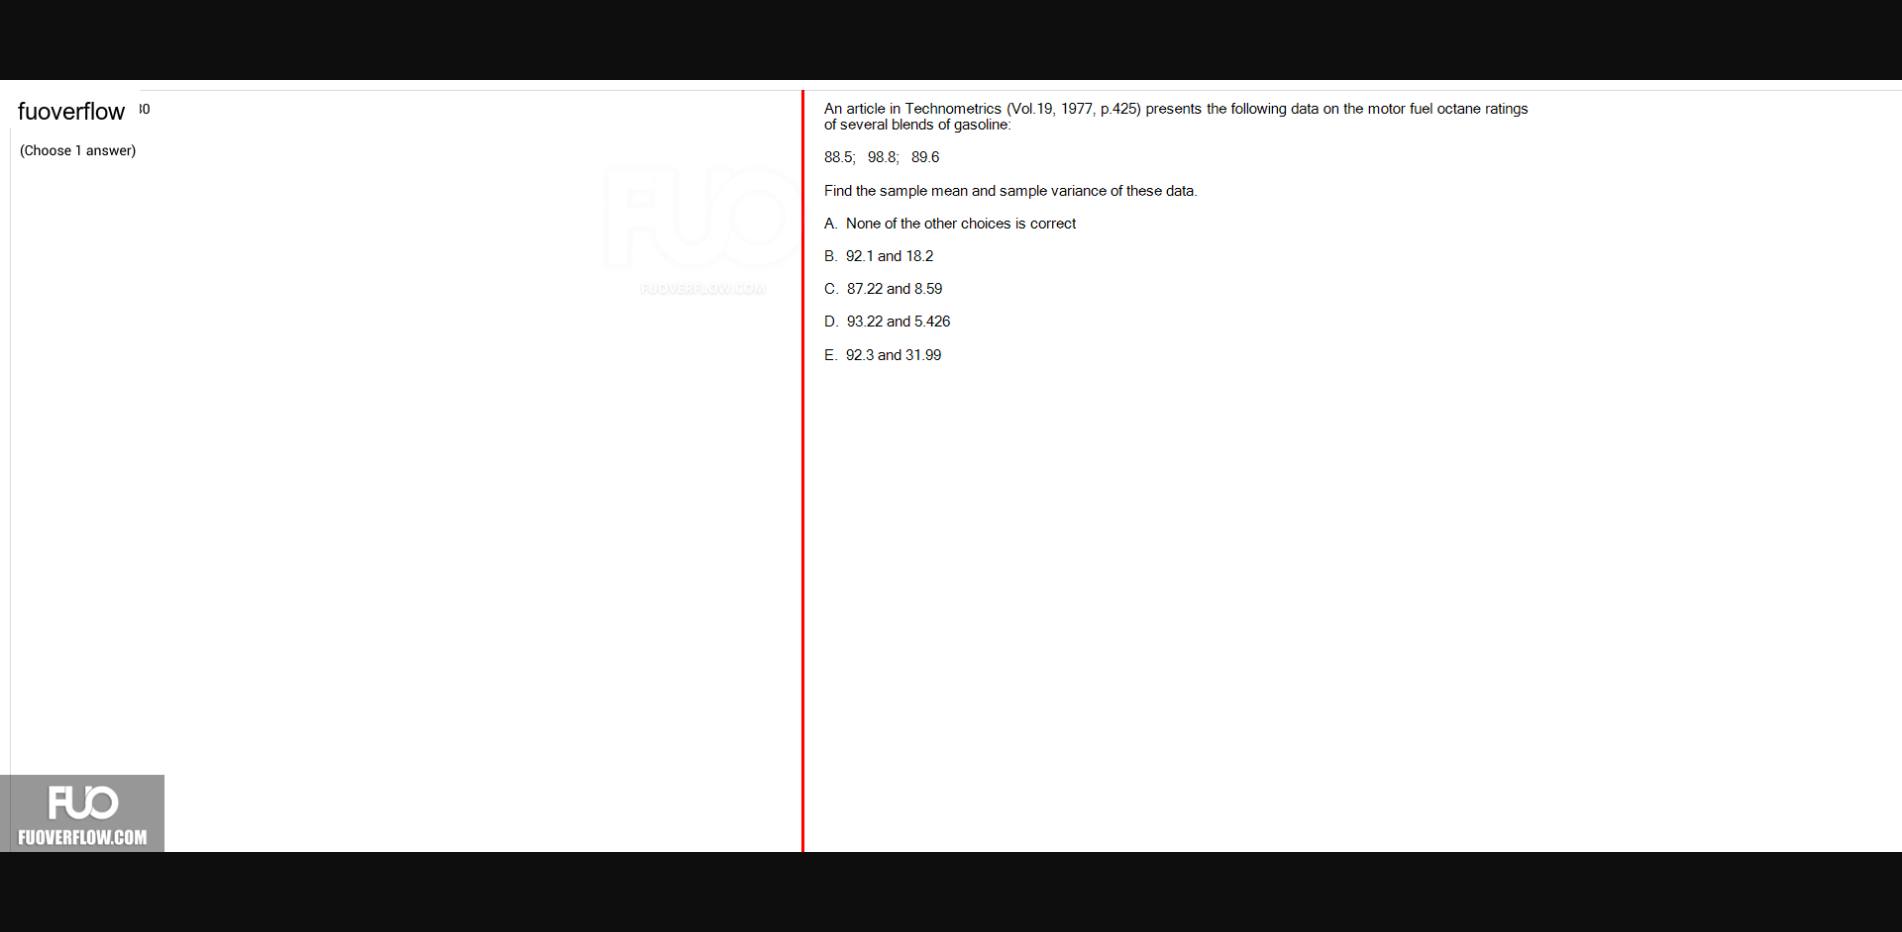 fuoverflow
(Choose 1 answer)
An article in Technometrics (Vol.19, 1977, p.425) presents the following data on the motor fuel octane ratings
of several blends of gasoline:
88.5; 98.8; 89.6
Find the sample mean and sample variance of these data.
A. None of the other choices is correct
B. 92.1 and 18.2
C. 87.22 and 8.59
D. 93.22 and 5.426
E. 92.3 and 31.99
FUO
FUOVERFLOW.COM
FUO
FUOVERFLOW.COM